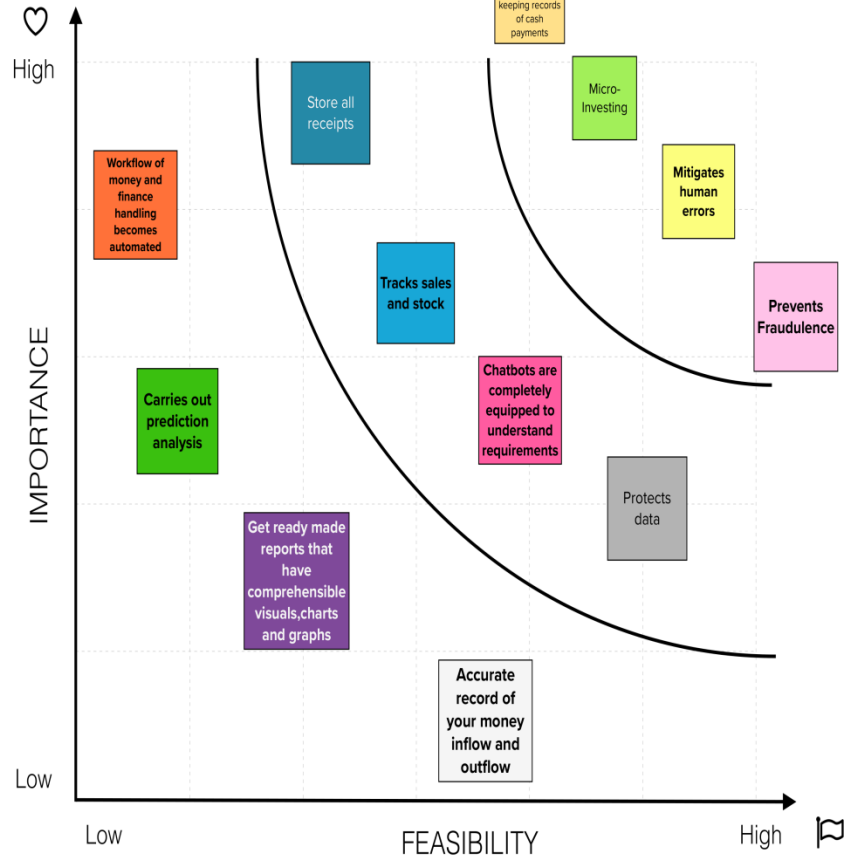 keeping records
of cash
payments
High
Store all
receipts
Micro-
Investing
Workflow of
money and
finance
handling
becomes
automated
Mitigates
human
errors
Tracks sales
and stock
Prevents
Fraudulence
IMPORTANCE
Carries out
prediction
analysis
Chatbots are
completely
equipped to
understand
requirements
Protects
data
Get ready made
reports that
have
comprehensible
visuals,charts
and graphs
Accurate
record of
your money
inflow and
outflow
Low
Low
FEASIBILITY
High